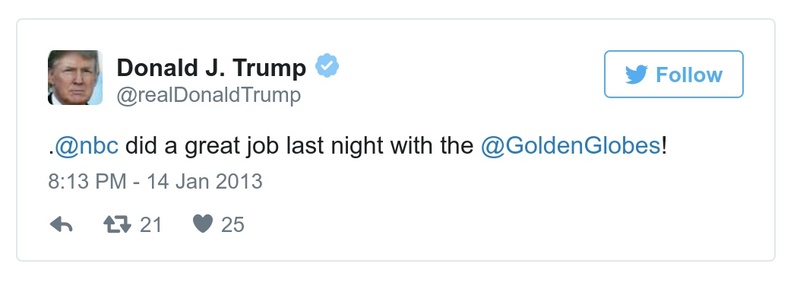 Donald J. Trump
Follow
@realDonaldTrump
.@nbc did a great job last night with the @GoldenGlobes!
8:13 PM - 14 Jan 2013
21 25